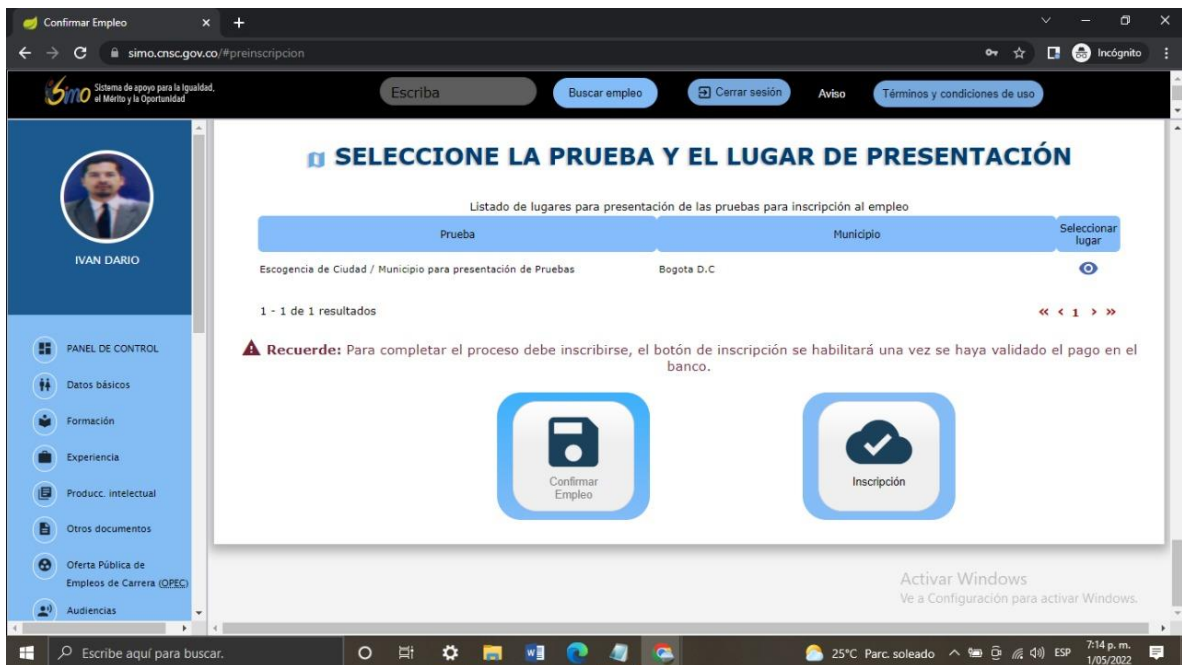 Confirmar Empleo
simo.cnsc.gov.co/#preinscripcion
Incógnito
Simo Sistema de apoyo para la Igualdad,
el Mérito y la Oportunidad
Escriba
Buscar empleo
Cerrar sesión
Aviso
Términos y condiciones de uso
IVAN DARIO
PANEL DE CONTROL
Datos básicos
Formación
Experiencia
Producc. intelectual
Otros documentos
Oferta Pública de
Empleos de Carrera (OPEC)
Audiencias
SELECCIONE LA PRUEBA Y EL LUGAR DE PRESENTACIÓN
Listado de lugares para presentación de las pruebas para inscripción al empleo
Prueba Municipio Seleccionar
lugar
Escogencia de Ciudad / Municipio para presentación de Pruebas Bogota D.C
1 - 1 de 1 resultados « ‹ 1 › »
Recuerde: Para completar el proceso debe inscribirse, el botón de inscripción se habilitará una vez se haya validado el pago en el
banco.
Confirmar
Empleo
Inscripción
Activar Windows
Ve a Configuración para activar Windows.
Escribe aquí para buscar.
25°C Parc. soleado
ESP
7:14 p. m.
1/05/2022